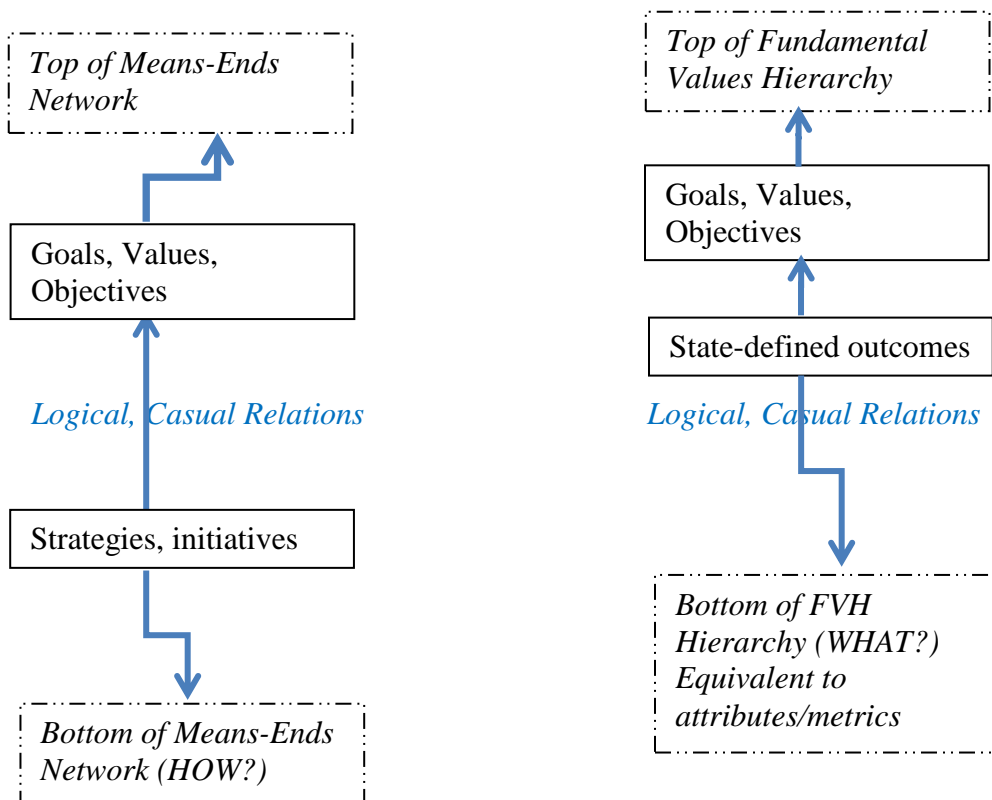 Top of Means-Ends
Network
Goals, Values,
Objectives
Logical, Casual Relations
Strategies, initiatives
Bottom of Means-Ends
Network (HOW?)
Top of Fundamental
Values Hierarchy
Goals, Values,
Objectives
State-defined outcomes
Logical, Casual Relations
Bottom of FVH
Hierarchy (WHAT?)
Equivalent to
attributes/metrics